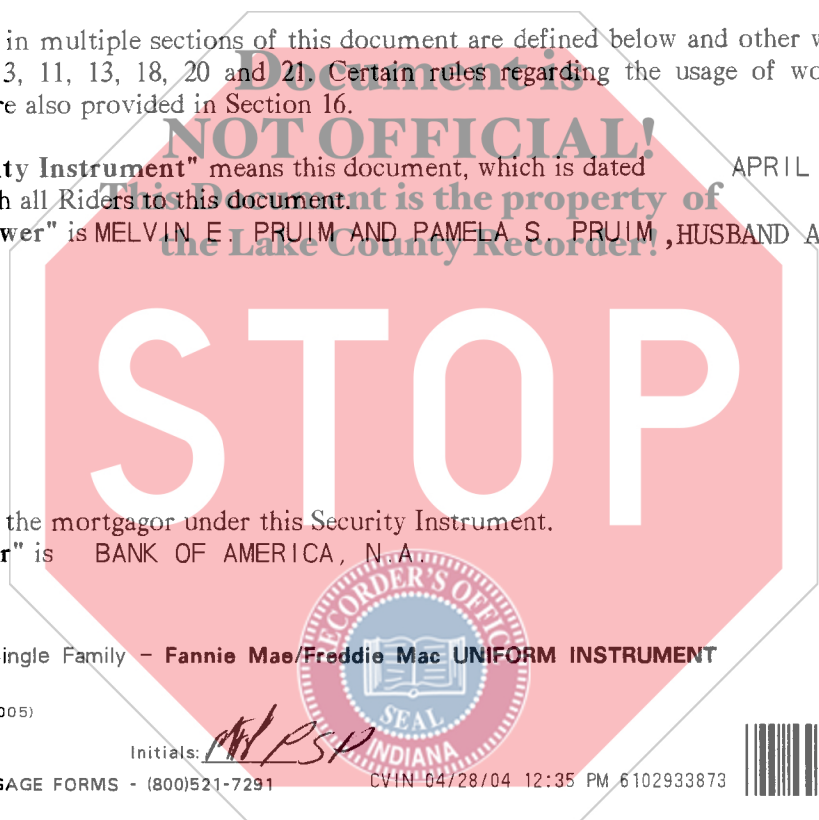 in multiple sections of this document are defined below and other w
3, 11, 13, 18, 20 and 21. Certain rules regarding the usage of wo
re also provided in Section 16.
Document is
NOT OFFICIAL!
This Document is the property of
the Lake County Recorder!
ty Instrument" means this document, which is dated APRIL
h all Riders to this document.
wer" is MELVIN E. PRUIM AND PAMELA S. PRUIM ,HUSBAND A
STOP
the mortgagor under this Security Instrument.
r" is BANK OF AMERICA, N.A.
RECORDER'S OFFICE
SEAL
INDIANA
ingle Family - Fannie Mae/Freddie Mac UNIFORM INSTRUMENT
005)
Initials: PSP
GAGE FORMS - (800)521-7291
CVIN 04/28/04 12:35 PM 6102933873